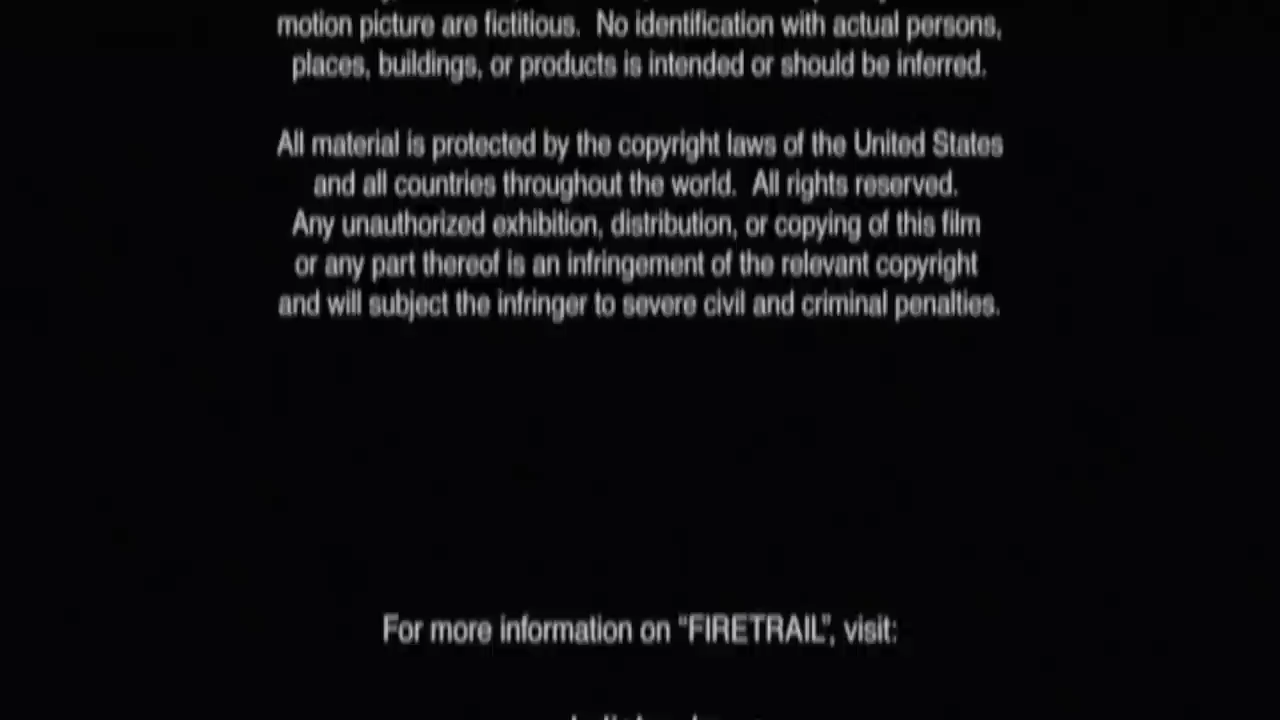 motion picture are fictitious. No identification with actual persons,
places, buildings, or products is intended or should be inferred.
All material is protected by the copyright laws of the United States
and all countries throughout the world. All rights reserved.
Any unauthorized exhibition, distribution, or copying of this film
or any part thereof is an infringement of the relevant copyright
and will subject the infringer to severe civil and criminal penalties.
For more information on "FIRETRAIL", visit: